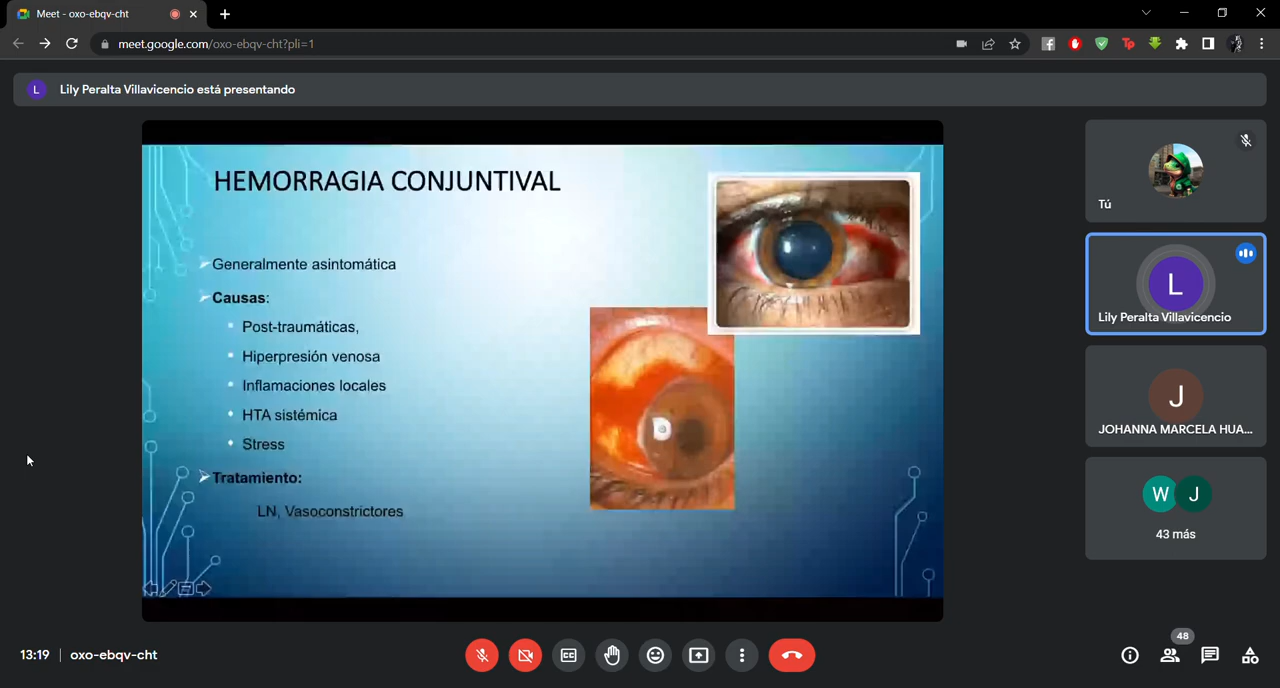 Meet - oxo-ebqv-cht
meet.google.com/oxo-ebqv-cht?pli=1
L Lily Peralta Villavicencio está presentando
HEMORRAGIA CONJUNTIVAL
Generalmente asintomática
Causas:
Post-traumáticas,
Hiperpresión venosa
Inflamaciones locales
HTA sistémica
Stress
Tratamiento:
LN, Vasoconstrictores
Tú
L
Lily Peralta Villavicencio
J
JOHANNA MARCELA HUA...
W J
43 más
13:19 | oxo-ebqv-cht
48